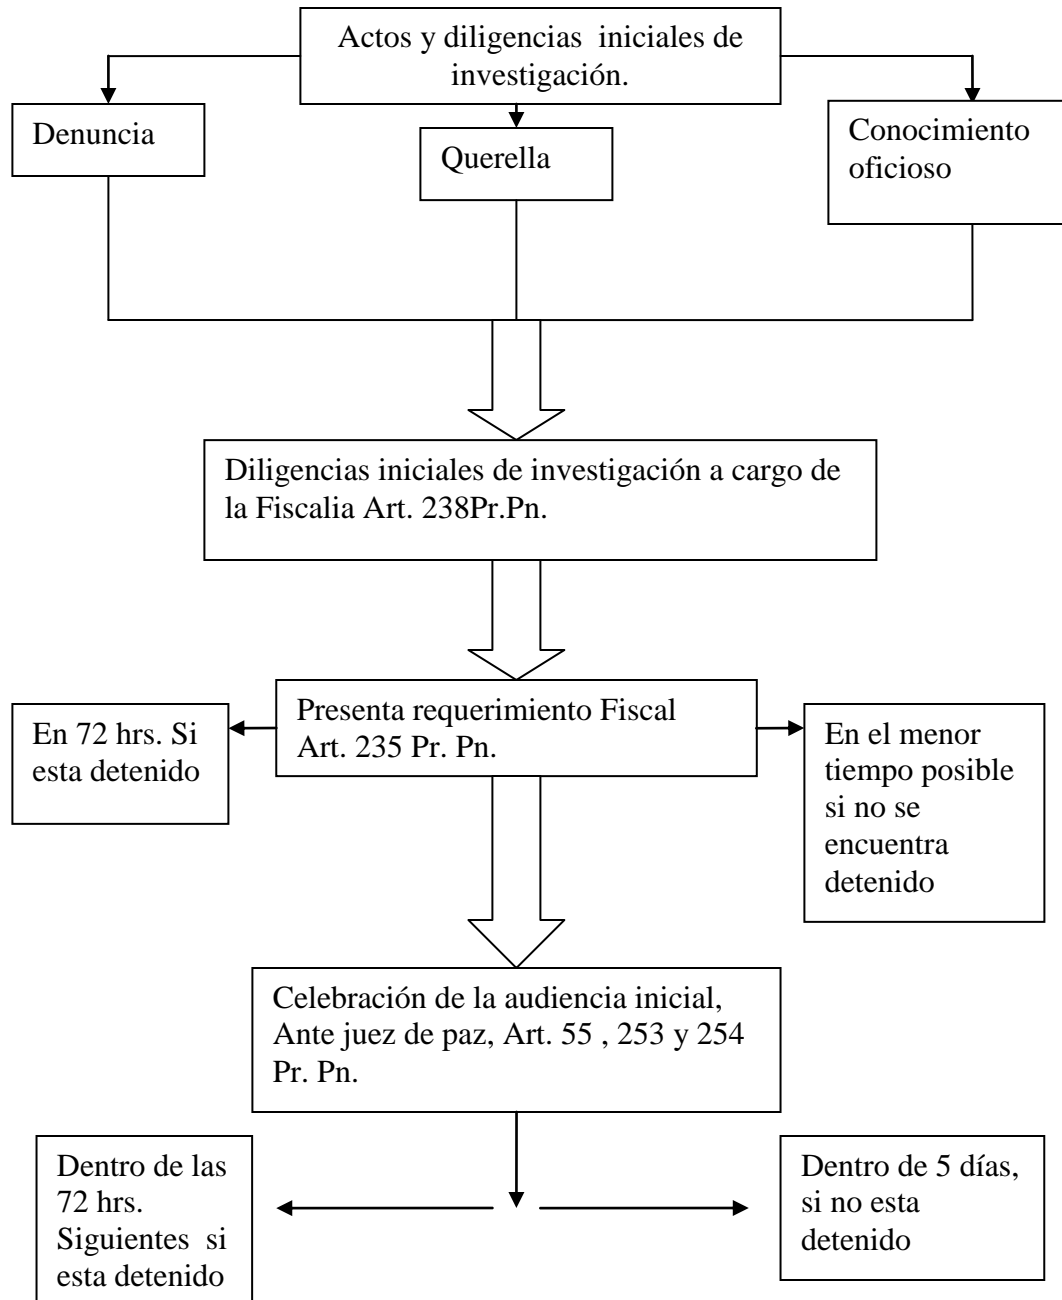 Actos y diligencias iniciales de
investigación.
Denuncia
Querella
Conocimiento
oficioso
Diligencias iniciales de investigación a cargo de
la Fiscalia Art. 238Pr.Pn.
En 72 hrs. Si
esta detenido
Presenta requerimiento Fiscal
Art. 235 Pr. Pn.
En el menor
tiempo posible
si no se
encuentra
detenido
Celebración de la audiencia inicial,
Ante juez de paz, Art. 55 , 253 y 254
Pr. Pn.
Dentro de las
72 hrs.
Siguientes si
esta detenido
Dentro de 5 días,
si no esta
detenido